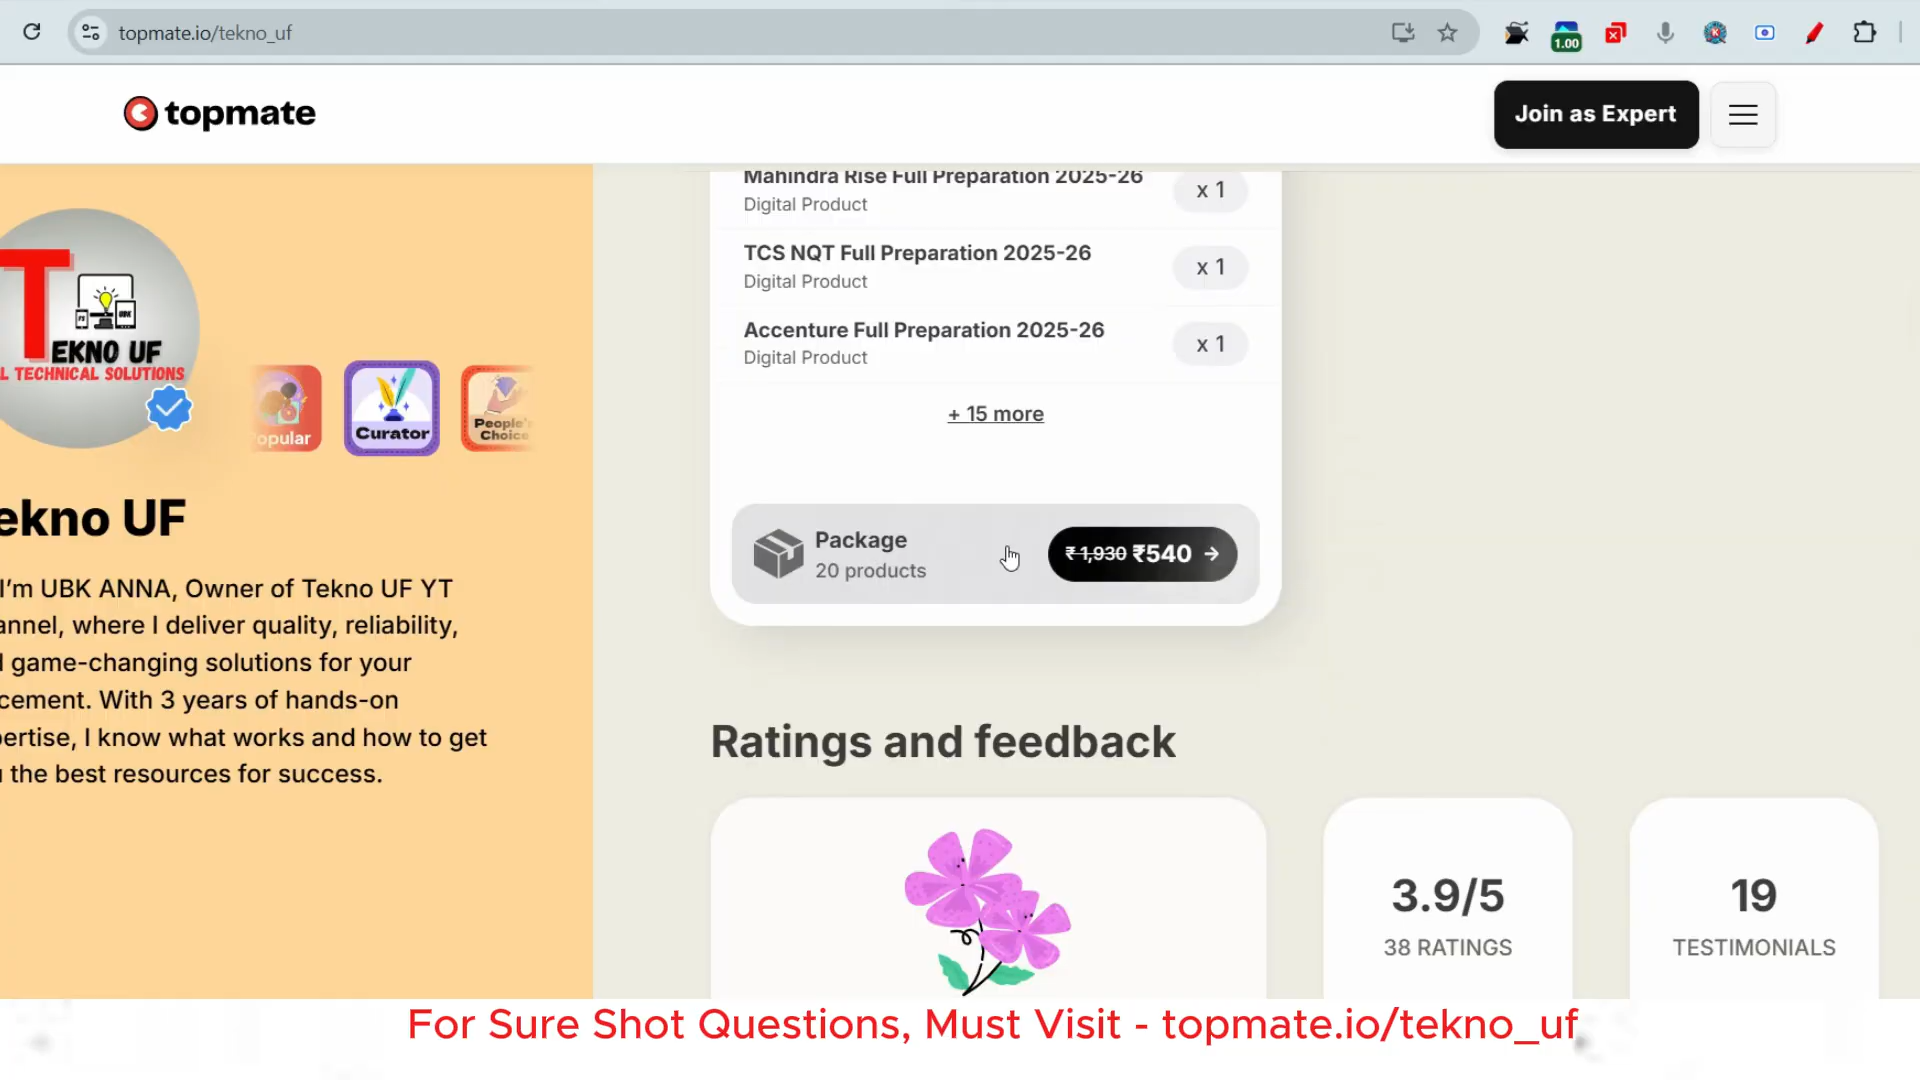 topmate.io/tekno_uf
1.00
topmate
Join as Expert
Mahindra Rise Full Preparation 2025-26
Digital Product
x 1
TCS NQT Full Preparation 2025-26
Digital Product
x 1
Accenture Full Preparation 2025-26
Digital Product
x 1
+ 15 more
Package
20 products
₹1,930 ₹540
T
EKNO UF
L TECHNICAL SOLUTIONS
opular
Curator
People's
Choice
ekno UF
I'm UBK ANNA, Owner of Tekno UF YT
annel, where I deliver quality, reliability,
game-changing solutions for your
cement. With 3 years of hands-on
ertise, I know what works and how to get
the best resources for success.
Ratings and feedback
3.9/5
38 RATINGS
19
TESTIMONIALS
For Sure Shot Questions, Must Visit - topmate.io/tekno_uf